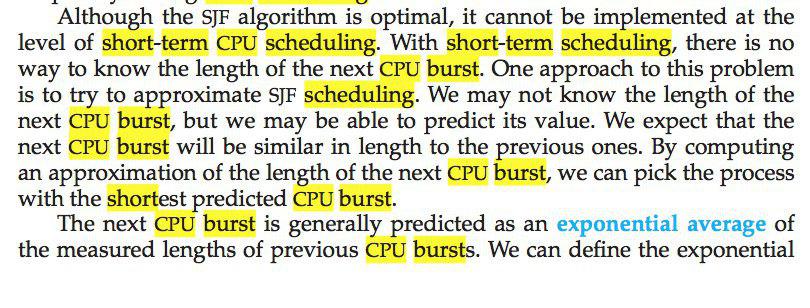 Although the SJF algorithm is optimal, it cannot be implemented at the
level of short-term CPU scheduling. With short-term scheduling, there is no
way to know the length of the next CPU burst. One approach to this problem
is to try to approximate SJF scheduling. We may not know the length of the
next CPU burst, but we may be able to predict its value. We expect that the
next CPU burst will be similar in length to the previous ones. By computing
an approximation of the length of the next CPU burst, we can pick the process
with the shortest predicted CPU burst.
The next CPU burst is generally predicted as an exponential average of
the measured lengths of previous CPU bursts. We can define the exponential